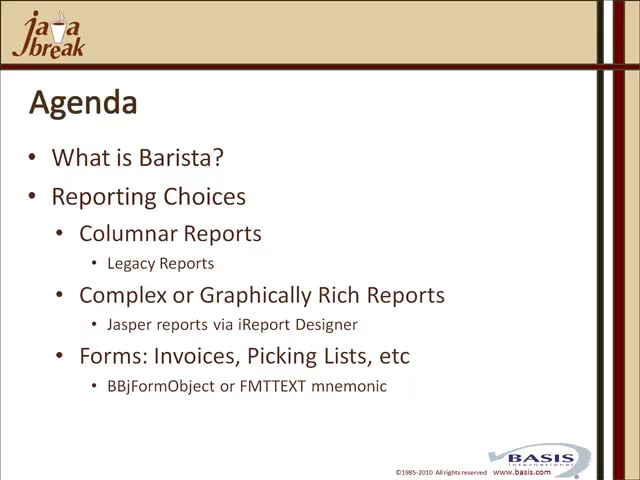 java
break
Agenda
• What is Barista?
• Reporting Choices
• Columnar Reports
• Legacy Reports
• Complex or Graphically Rich Reports
• Jasper reports via iReport Designer
• Forms: Invoices, Picking Lists, etc
• BBjFormObject or FMTTEXT mnemonic
BASIS
international
©1985-2010 All rights reserved www.basis.com